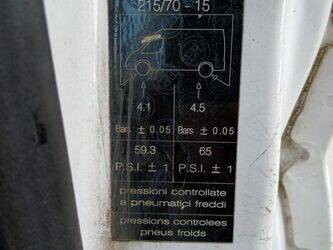 215/70 - 15
4.1 4.5
Bars ± 0.05 Bars ± 0.05
59.3 65
P.S.I. ± 1 P.S.I. ± 1
pressioni controllate
a pneumatici freddi
pressions controlees
pneus froids